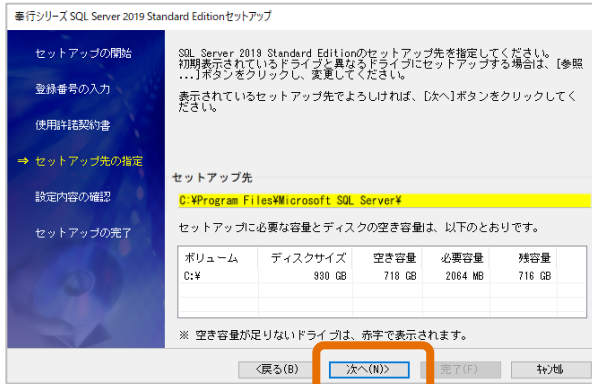 奉行シリーズ SQL Server 2019 Standard Editionセットアップ
セットアップの開始
登録番号の入力
使用許諾契約書
⇒ セットアップ先の指定
設定内容の確認
セットアップの完了
SQL Server 2019 Standard Editionのセットアップ先を指定してください。
初期表示されているドライブと異なるドライブにセットアップする場合は、[参照
...]ボタンをクリックし、変更してください。
表示されているセットアップ先でよろしければ、[次へ]ボタンをクリックしてく
ださい。
セットアップ先
C:¥Program Files¥Microsoft SQL Server¥
セットアップに必要な容量とディスクの空き容量は、以下のとおりです。
ボリューム ディスクサイズ 空き容量 必要容量 残容量
C:¥ 930 GB 718 GB 2064 MB 716 GB
※ 空き容量が足りないドライブは、赤字で表示されます。
<戻る(B) 次へ(N)> 完了(F) キャンセル